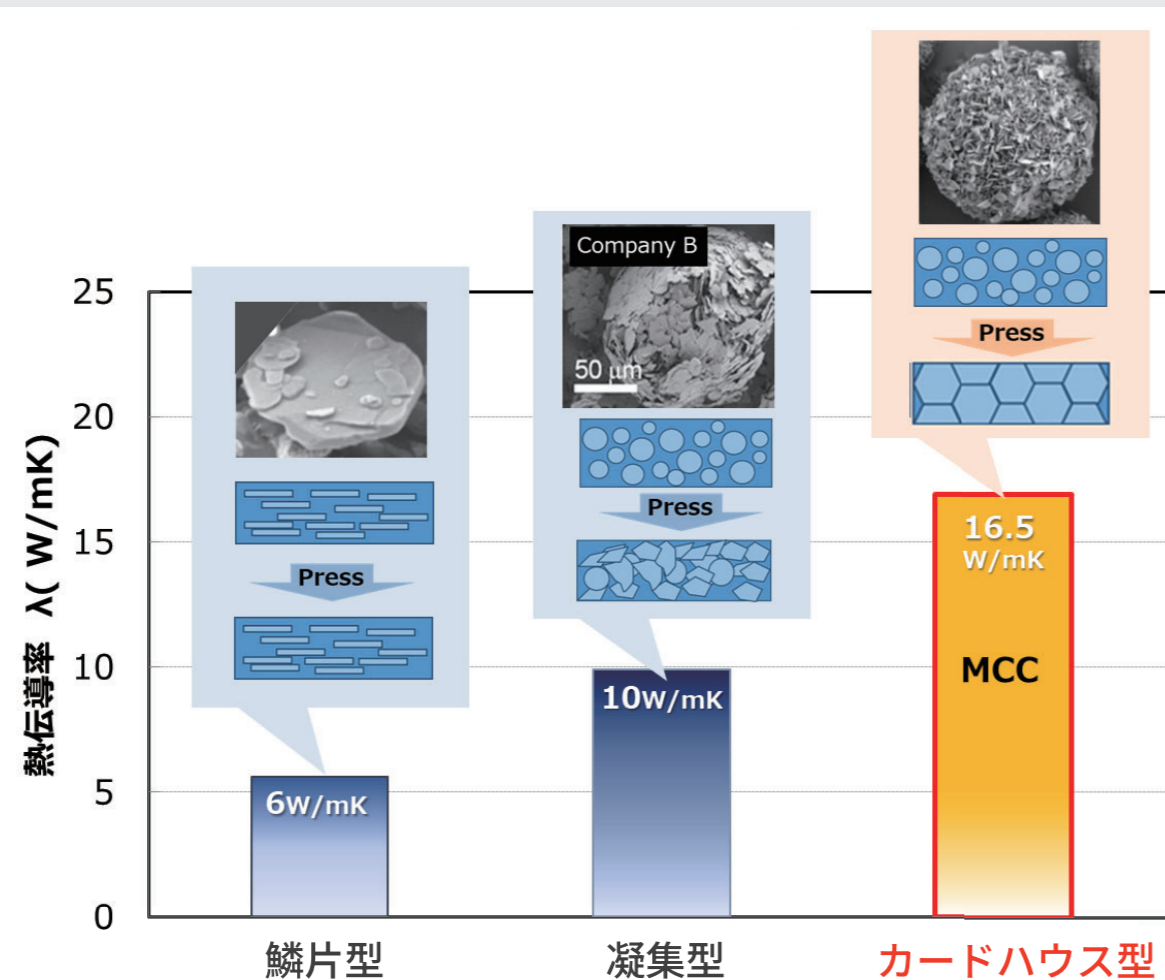 熱伝導率 λ( W/mK)
25
20
15
10
5
0
Press
6W/mK
鱗片型
Company B
50 μm
Press
10W/mK
凝集型
Press
16.5
W/mK
MCC
カードハウス型